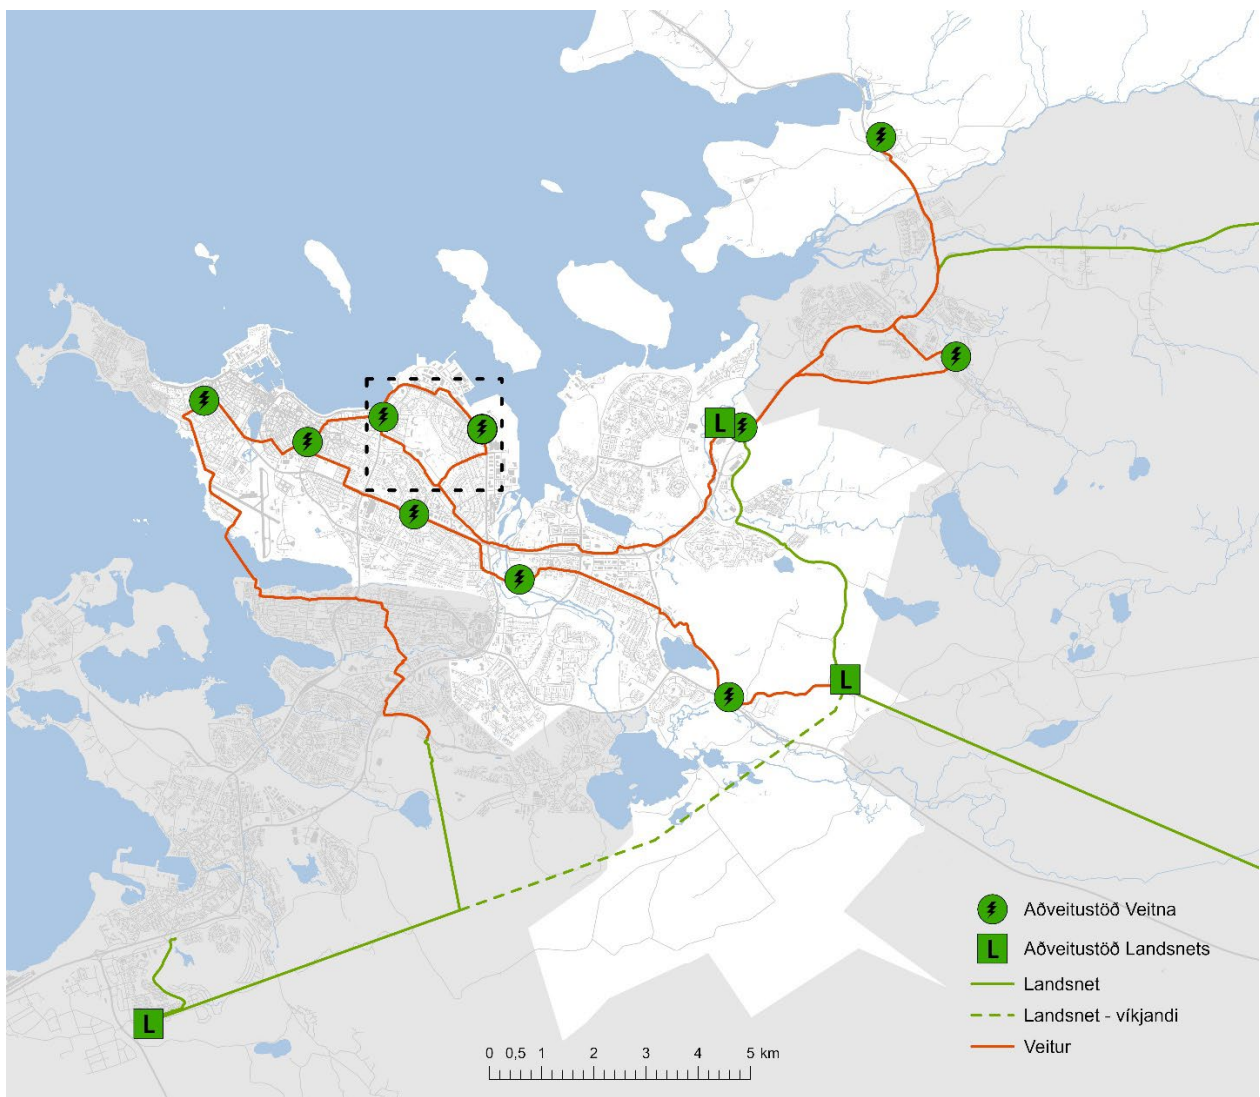 L
L
L
Aðveitustöð Veitna
L Aðveitustöð Landsnets
Landsnet
Landsnet - víkjandi
Veitur
0 0,5 1 2 3 4 5 km